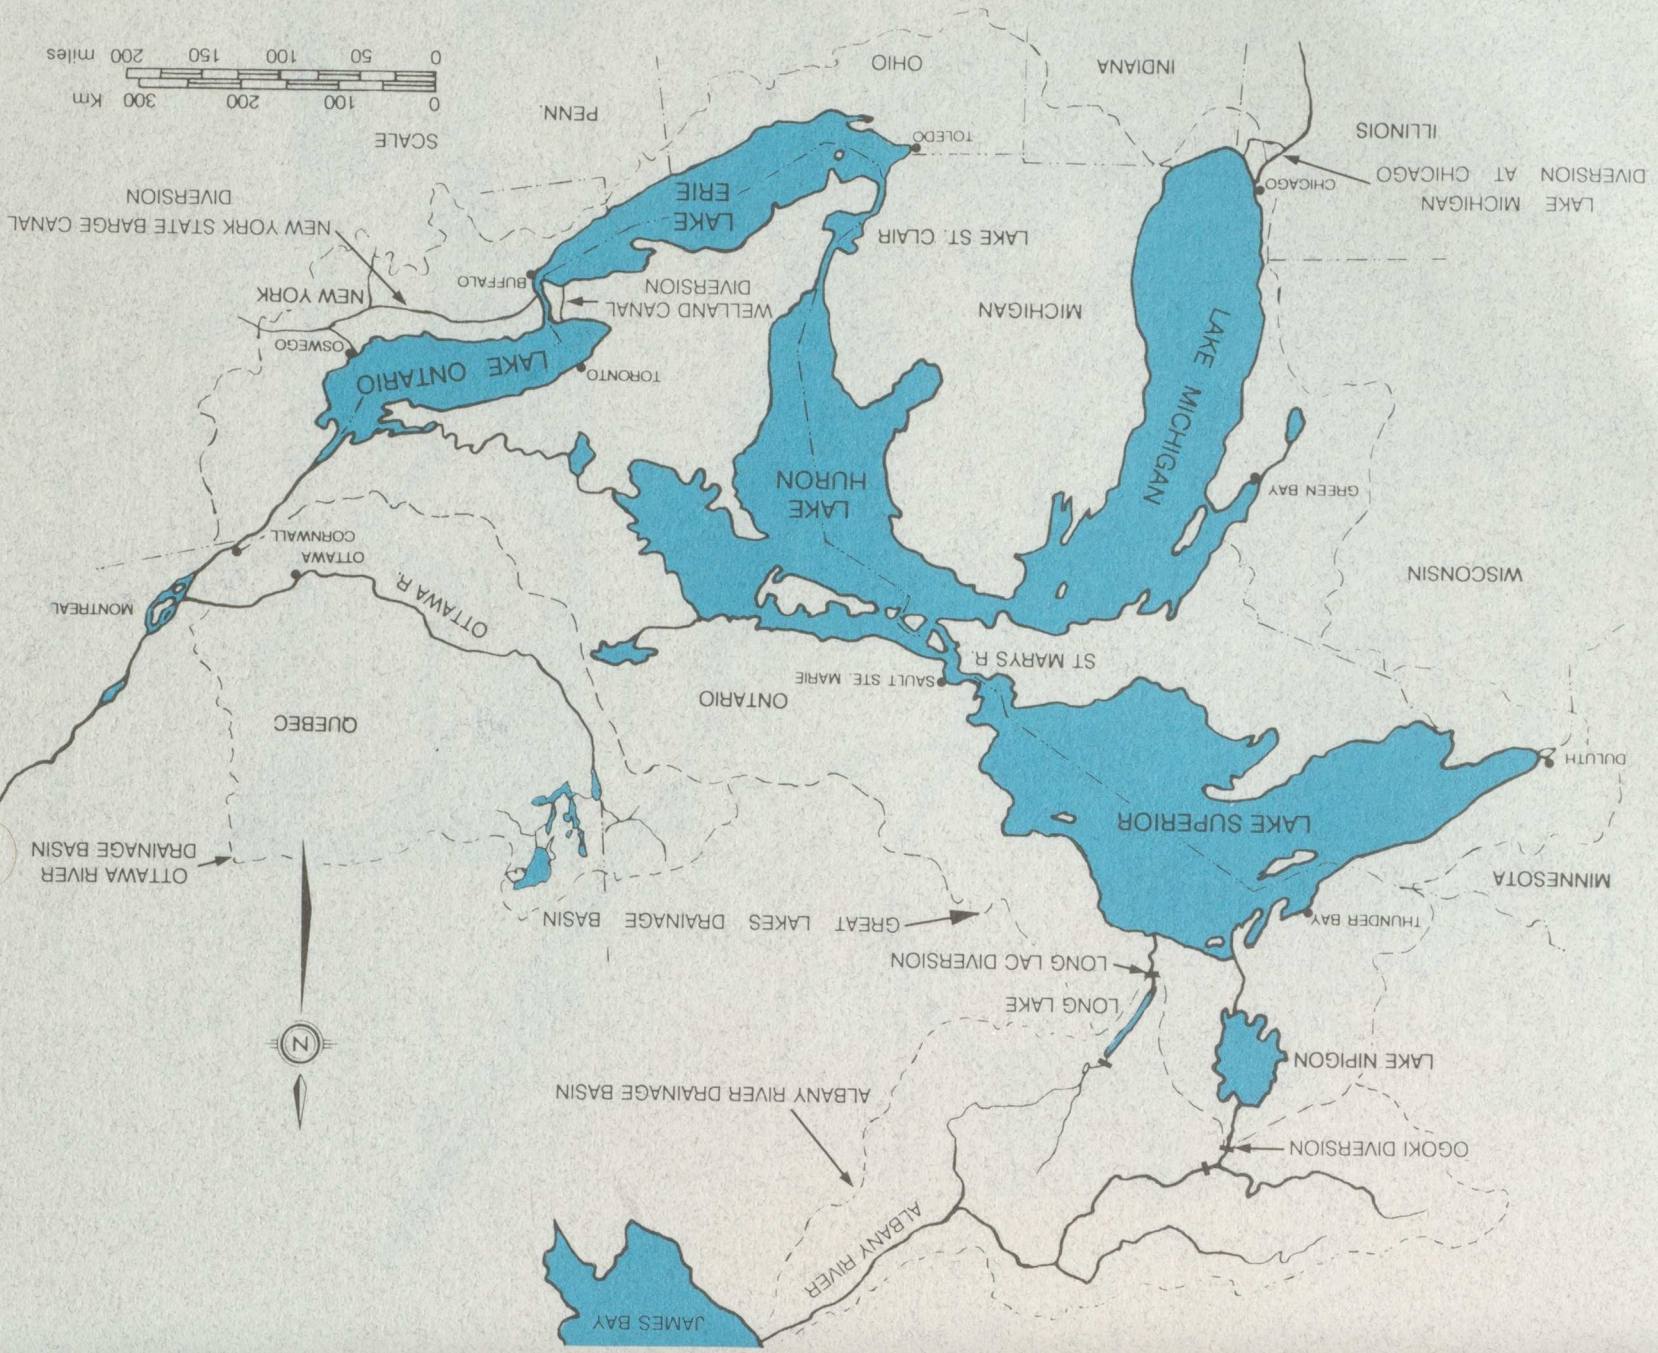 JAMES BAY
ALBANY RIVER
OGOKI DIVERSION
ALBANY RIVER DRAINAGE BASIN
LAKE NIPIGON
N
LONG LAKE
LONG LAC DIVERSION
THUNDER BAY
GREAT LAKES DRAINAGE BASIN
MINNESOTA
OTTAWA RIVER
DRAINAGE BASIN
LAKE SUPERIOR
DULUTH
QUEBEC
ONTARIO
SAULT STE. MARIE
ST MARYS R.
OTTAWA R.
MONTREAL
WISCONSIN
OTTAWA
CORNWALL
GREEN BAY
LAKE
HURON
LAKE MICHIGAN
TORONTO
LAKE ONTARIO
OSWEGO
MICHIGAN
WELLAND CANAL
DIVERSION
NEW YORK
BUFFALO
LAKE ST. CLAIR
LAKE
ERIE
NEW YORK STATE BARGE CANAL
DIVERSION
LAKE MICHIGAN
DIVERSION AT CHICAGO
CHICAGO
ILLINOIS
TOLEDO
SCALE
PENN.
0 100 200 300 Km
0 50 100 150 200 miles
INDIANA
OHIO